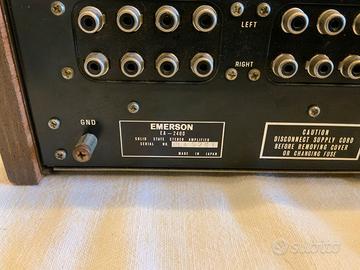 LEFT
RIGHT
GND
EMERSON
EA-2400
SOLID STATE STEREO AMPLIFIER
SERIAL NO.
MADE IN JAPAN
CAUTION
DISCONNECT SUPPLY CORD
BEFORE REMOVING COVER
OR CHANGING FUSE
subito